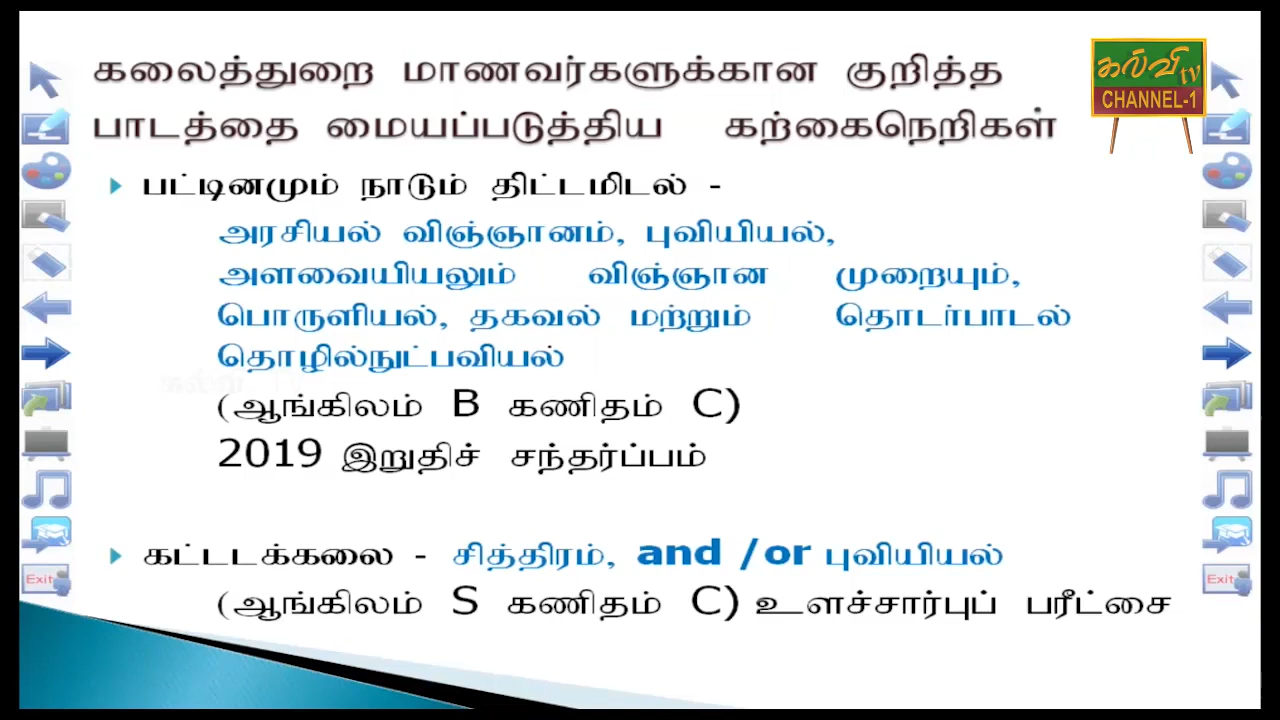 கலைத்துறை மாணவர்களுக்கான குறித்த
பாடத்தை மையப்படுத்திய கற்கைநெறிகள்
கல்வி tv
CHANNEL-1
பட்டினமும் நாடும் திட்டமிடல் -
அரசியல் விஞ்ஞானம், புவியியல்,
அளவையியலும் விஞ்ஞான முறையும்,
பொருளியல், தகவல் மற்றும் தொடர்பாடல்
தொழில்நுட்பவியல்
(ஆங்கிலம் B கணிதம் C)
2019 இறுதிச் சந்தர்ப்பம்
கட்டடக்கலை - சித்திரம், and /or புவியியல்
(ஆங்கிலம் S கணிதம் C) உளச்சார்புப் பரீட்சை
Exit
Exit